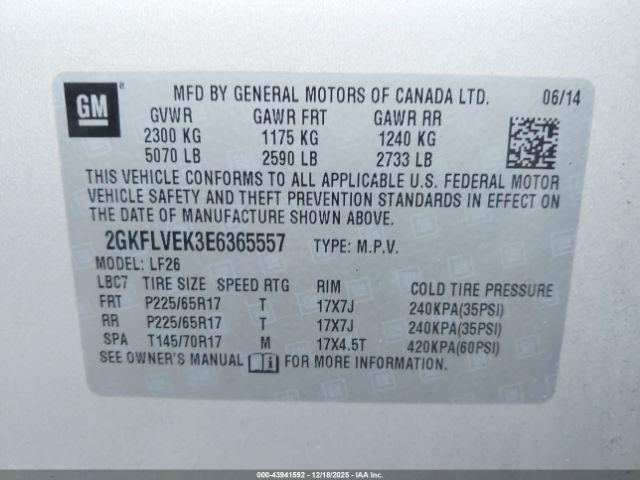 GM ® MFD BY GENERAL MOTORS OF CANADA LTD. 06/14
GVWR GAWR FRT GAWR RR
2300 KG 1175 KG 1240 KG
5070 LB 2590 LB 2733 LB
THIS VEHICLE CONFORMS TO ALL APPLICABLE U.S. FEDERAL MOTOR
VEHICLE SAFETY AND THEFT PREVENTION STANDARDS IN EFFECT ON
THE DATE OF MANUFACTURE SHOWN ABOVE.
2GKFLVEK3E6365557 TYPE: M.P.V.
MODEL: LF26
LBC7 TIRE SIZE SPEED RTG RIM COLD TIRE PRESSURE
FRT P225/65R17 T 17X7J 240KPA(35PSI)
RR P225/65R17 T 17X7J 240KPA(35PSI)
SPA T145/70R17 M 17X4.5T 420KPA(60PSI)
SEE OWNER'S MANUAL i FOR MORE INFORMATION.
000-43941592 - 12/18/2025 - IAA Inc.